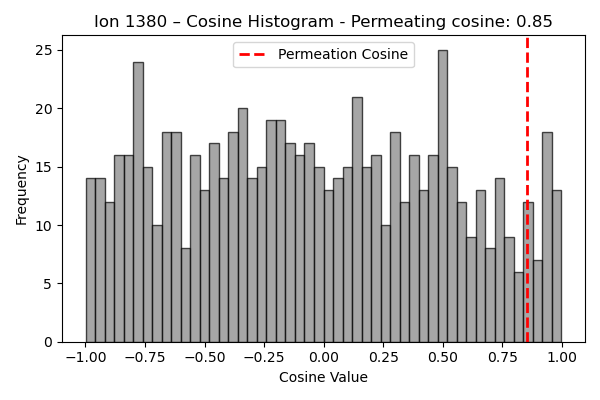 Ion 1380 – Cosine Histogram - Permeating cosine: 0.85
Permeation Cosine
Frequency
25
20
15
10
5
0
−1.00 −0.75 −0.50 −0.25 0.00 0.25 0.50 0.75 1.00
Cosine Value